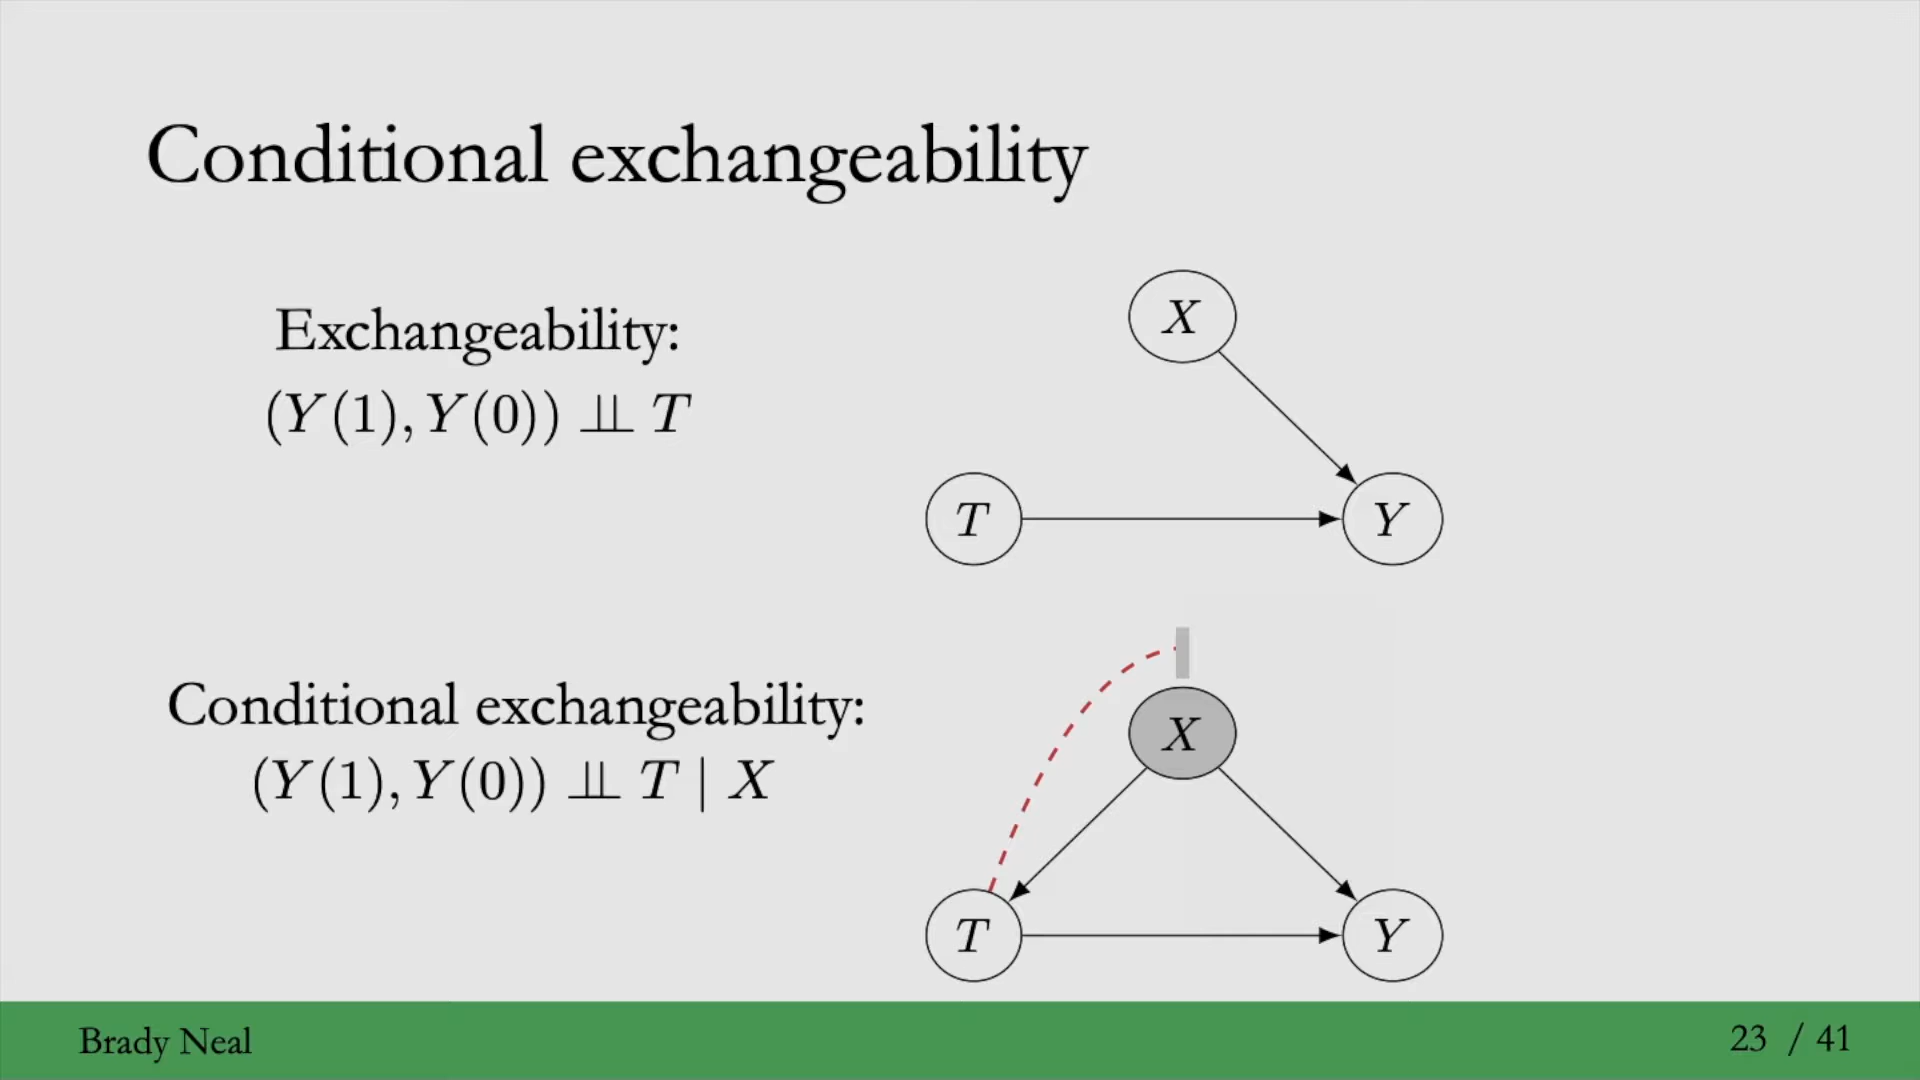 Conditional exchangeability
Exchangeability:
(Y(1), Y(0)) ⫫ T
X
T
Y
Conditional exchangeability:
(Y(1), Y(0)) ⫫ T | X
X
T
Y
Brady Neal
23 / 41